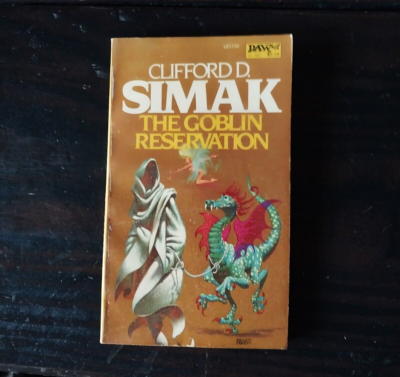 DAW
CLIFFORD D.
SIMAK
THE GOBLIN
RESERVATION